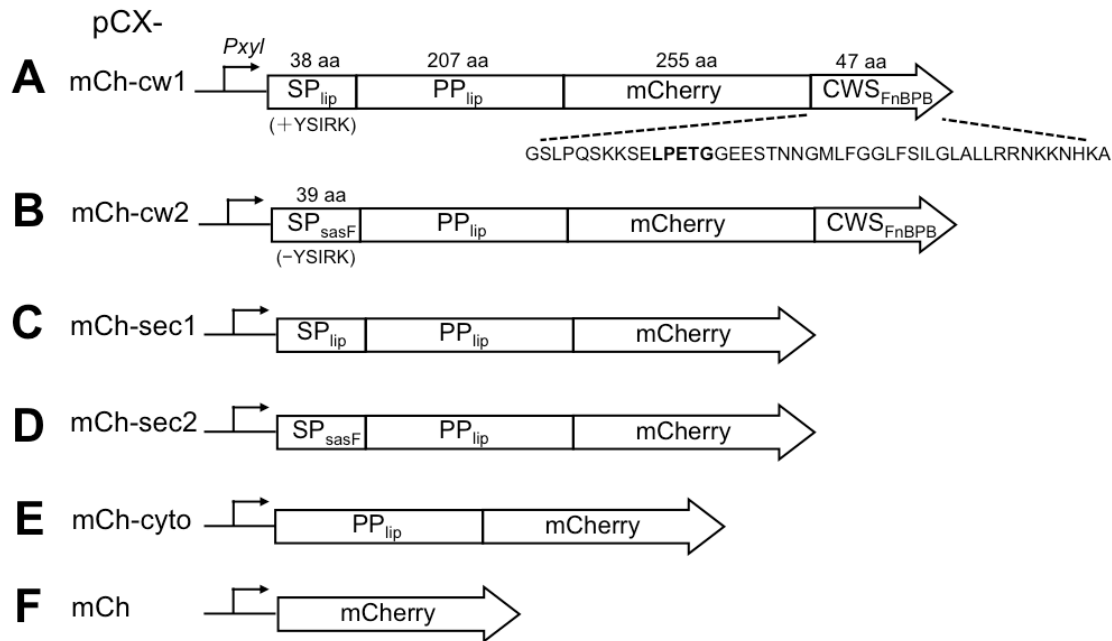 pCX-
Pxyl
A mCh-cw1
38 aa 207 aa 255 aa 47 aa
SPlip PPlip mCherry CWSFnBPB
(+YSIRK)
GSLPQSKKSELPETGGEESTNNGMLFGGLFSILGLALLRRNKKNHKA
B mCh-cw2
39 aa
SPsasF PPlip mCherry CWSFnBPB
(−YSIRK)
C mCh-sec1
SPlip PPlip mCherry
D mCh-sec2
SPsasF PPlip mCherry
E mCh-cyto
PPlip mCherry
F mCh
mCherry